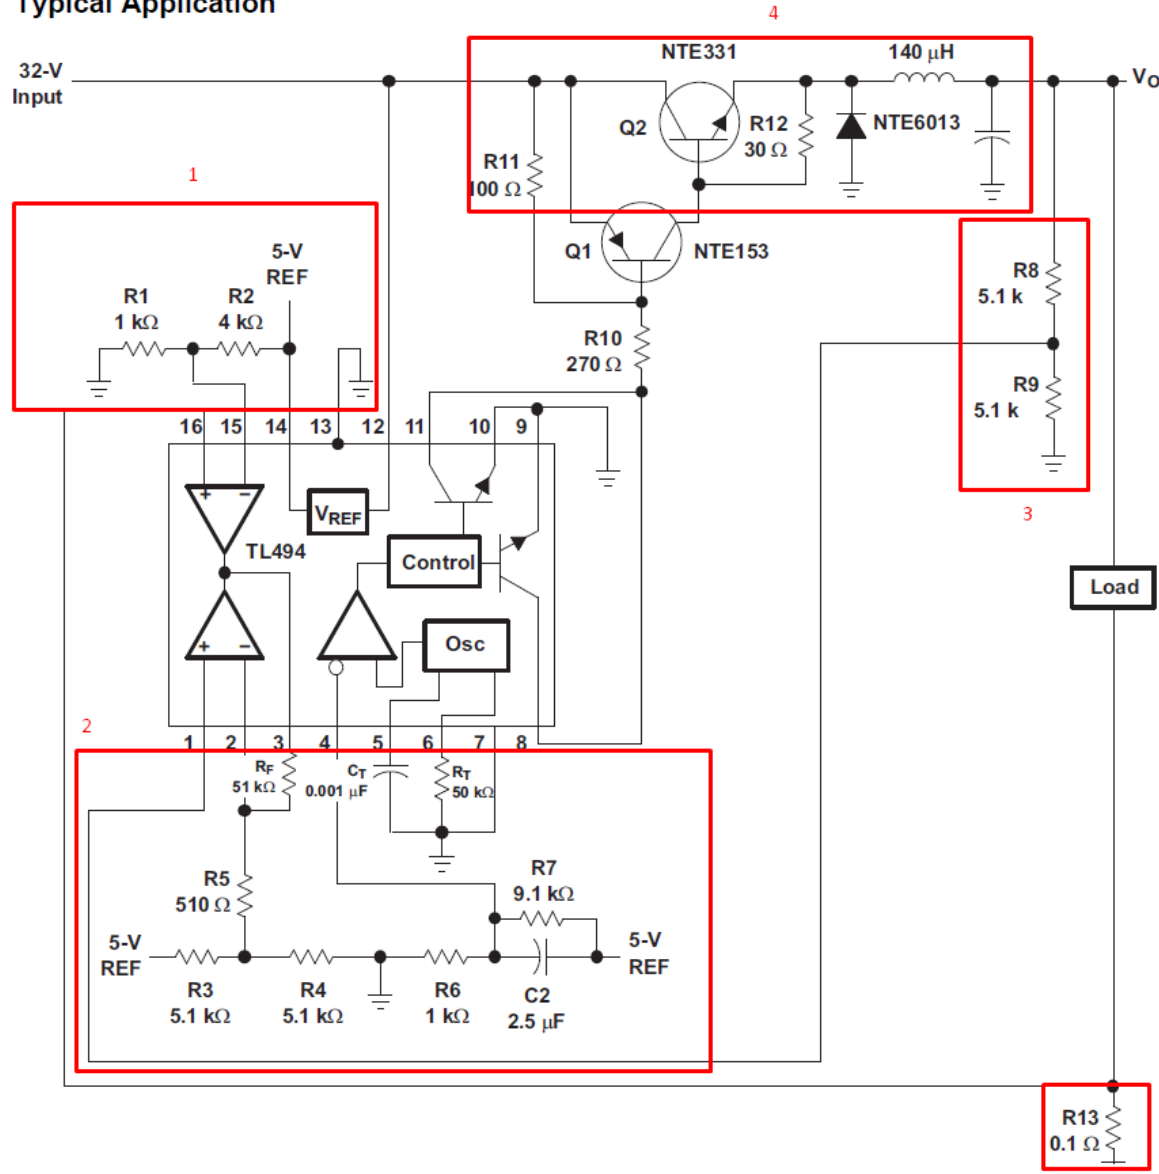 Typical Application
4
32-V
Input
NTE331
140 μH
VO
Q2
R12
30 Ω
NTE6013
R11
100 Ω
1
Q1
NTE153
5-V
REF
R1
1 kΩ
R2
4 kΩ
R8
5.1 k
R10
270 Ω
R9
5.1 k
16 15 14 13 12 11 10 9
+ −
VREF
3
TL494
Control
Load
+ −
Osc
2
1 2 3 4 5 6 7 8
RF
51 kΩ
CT
0.001 μF
RT
50 kΩ
R5
510 Ω
R7
9.1 kΩ
5-V
REF
5-V
REF
R3
5.1 kΩ
R4
5.1 kΩ
R6
1 kΩ
C2
2.5 μF
R13
0.1 Ω